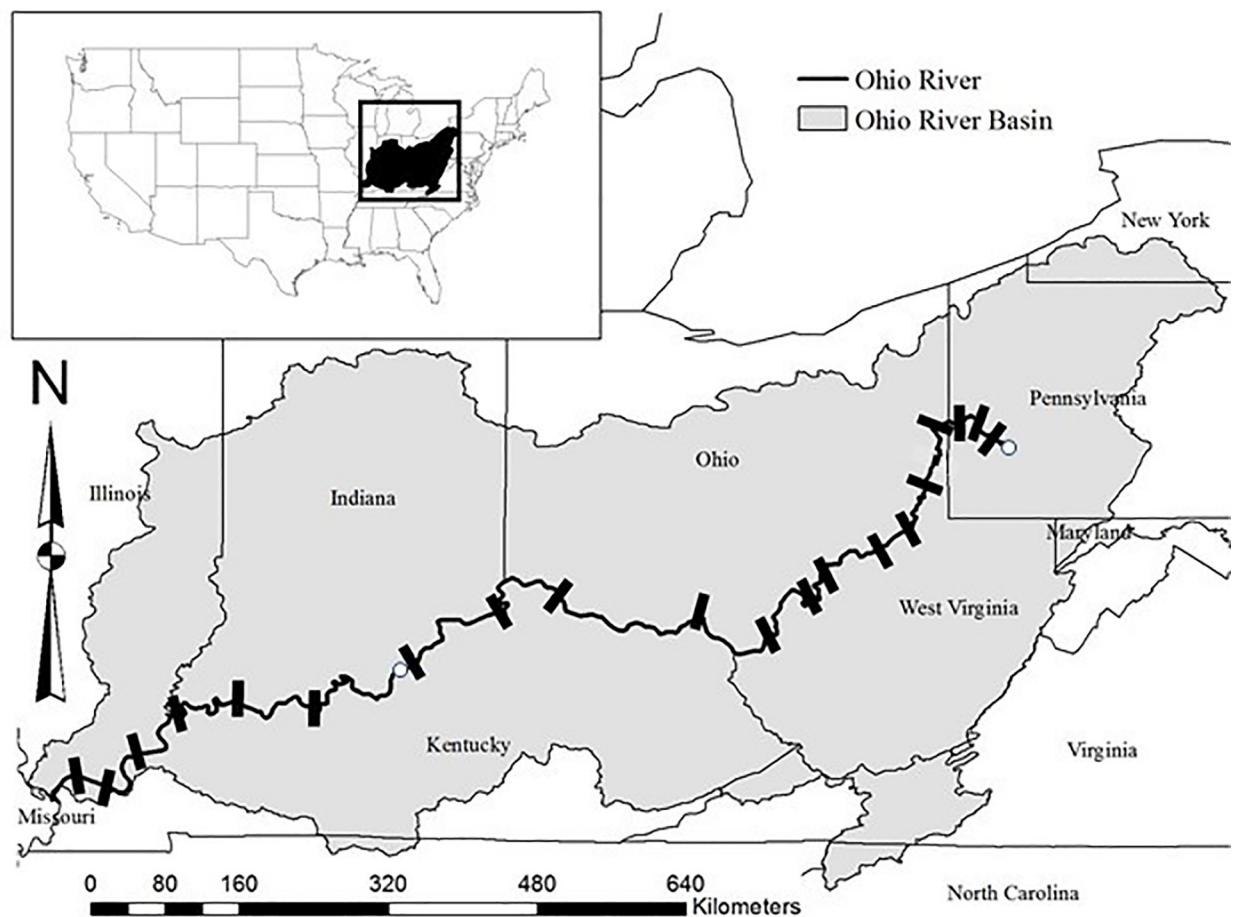 Ohio River
Ohio River Basin
New York
N
Pennsylvania
Ohio
Illinois
Indiana
Maryland
West Virginia
Kentucky
Virginia
Missouri
0 80 160 320 480 640
Kilometers
North Carolina